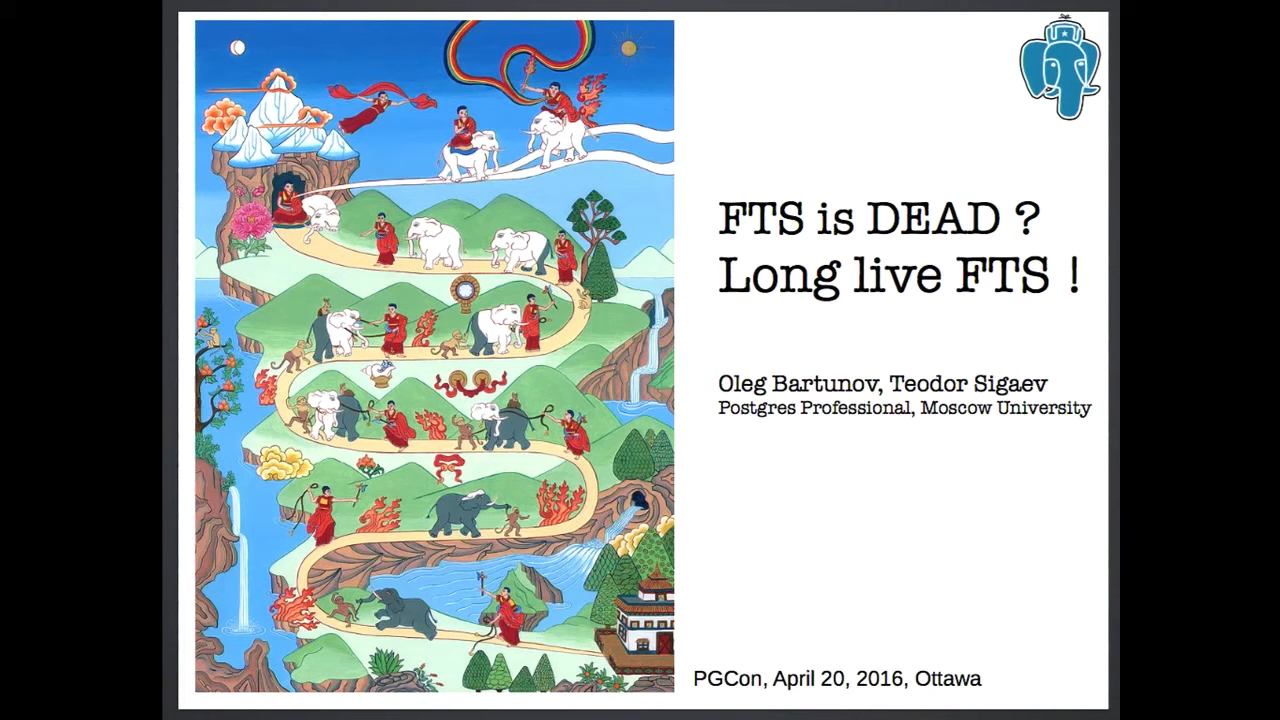 FTS is DEAD ?
Long live FTS !
Oleg Bartunov, Teodor Sigaev
Postgres Professional, Moscow University
PGCon, April 20, 2016, Ottawa